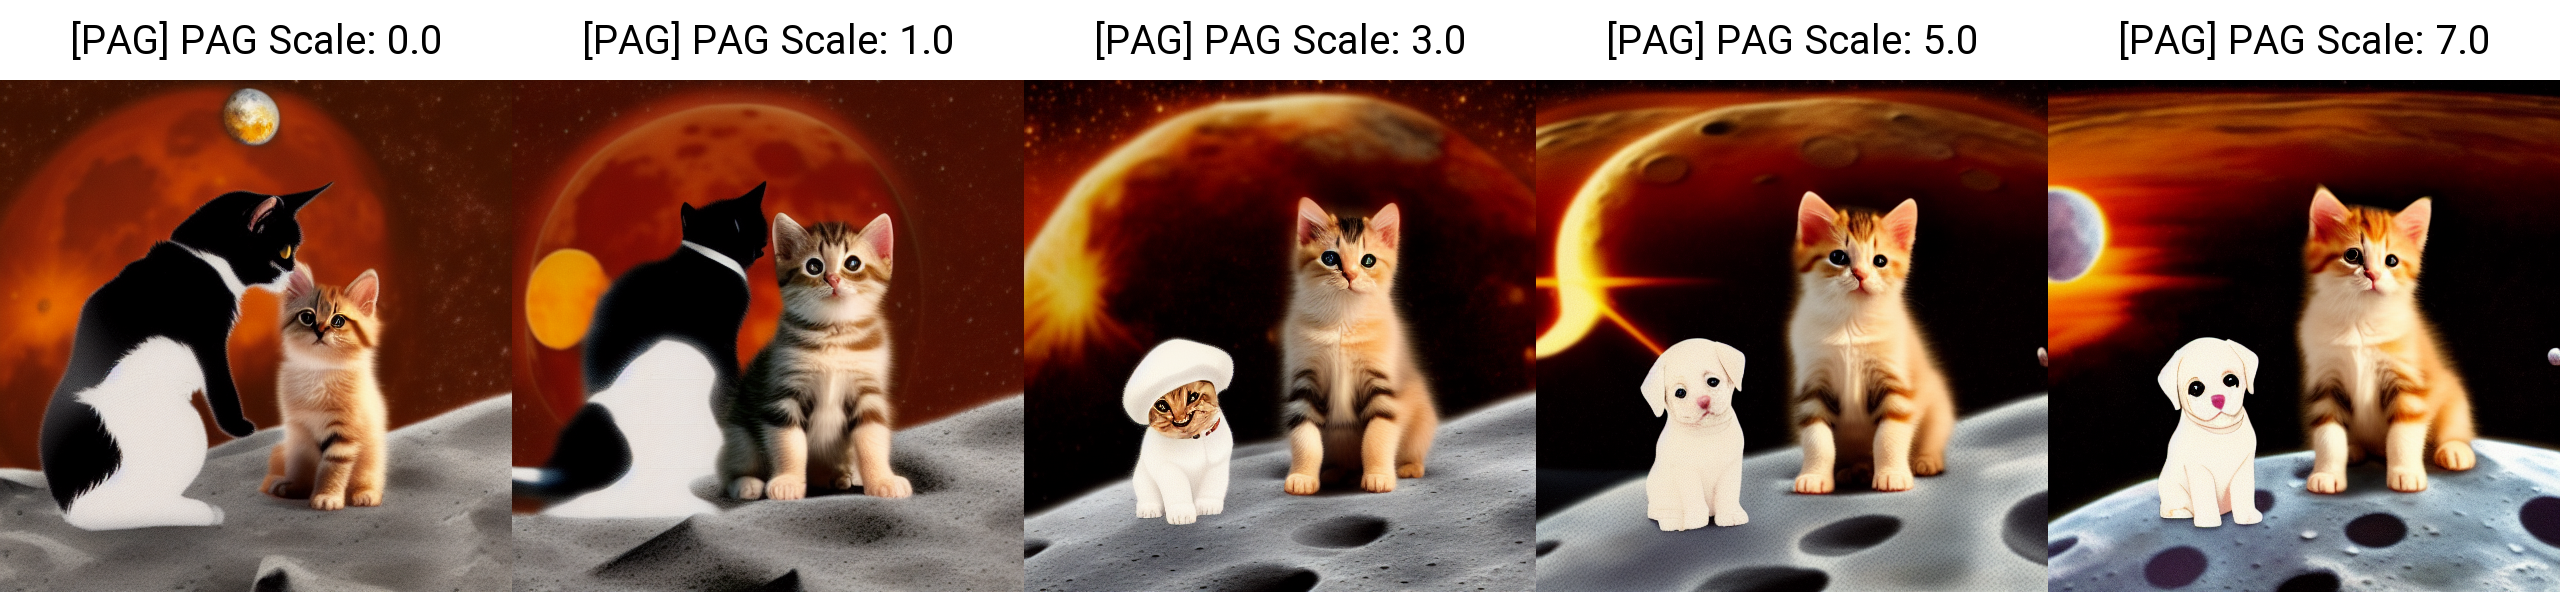 [PAG] PAG Scale: 0.0
[PAG] PAG Scale: 1.0
[PAG] PAG Scale: 3.0
[PAG] PAG Scale: 5.0
[PAG] PAG Scale: 7.0